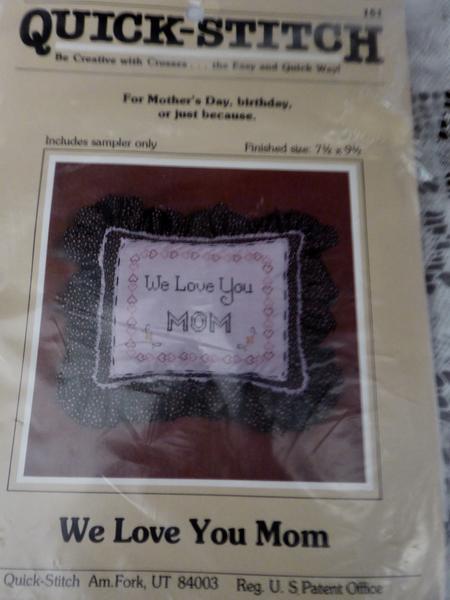 161
QUICK-STITCH
Be Creative with Crosses . . . the Easy and Quick Way!
For Mother's Day, birthday,
or just because.
Includes sampler only Finished size: 7½ x 9½
We Love You
MOM
We Love You Mom
Quick-Stitch Am.Fork, UT 84003 Reg. U. S. Patent Office